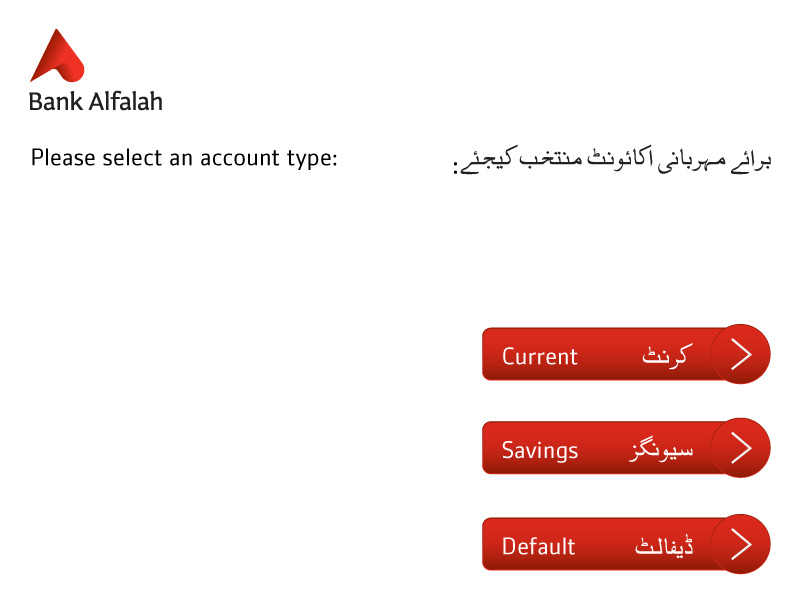 Bank Alfalah
Please select an account type:
برائے مہربانی اکائونٹ منتخب کیجئے:
Current کرنٹ
Savings سیونگز
Default ڈیفالٹ